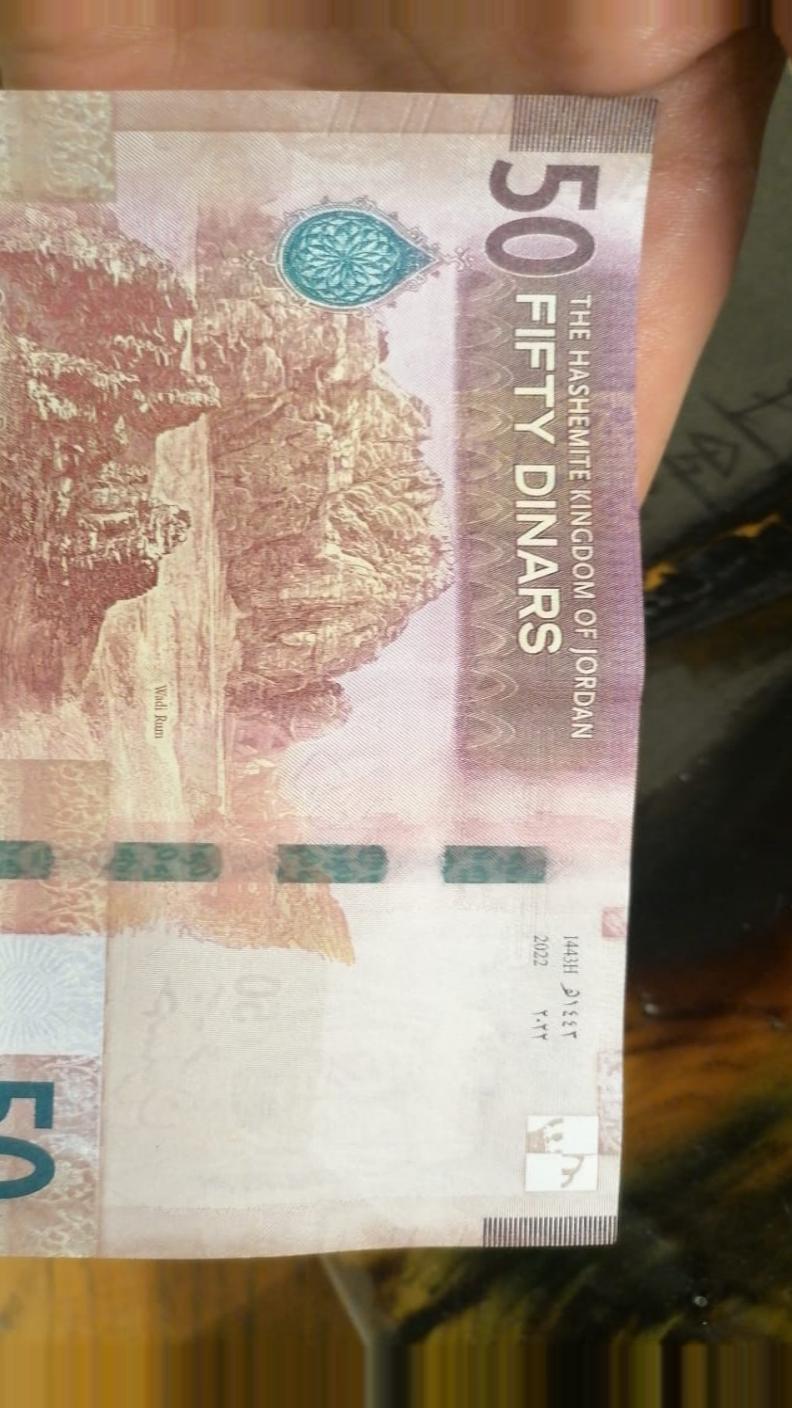 50
THE HASHEMITE KINGDOM OF JORDAN
FIFTY DINARS
1443H ١٤٤٣هـ
2022 ٢٠٢٢
Wadi Rum
50